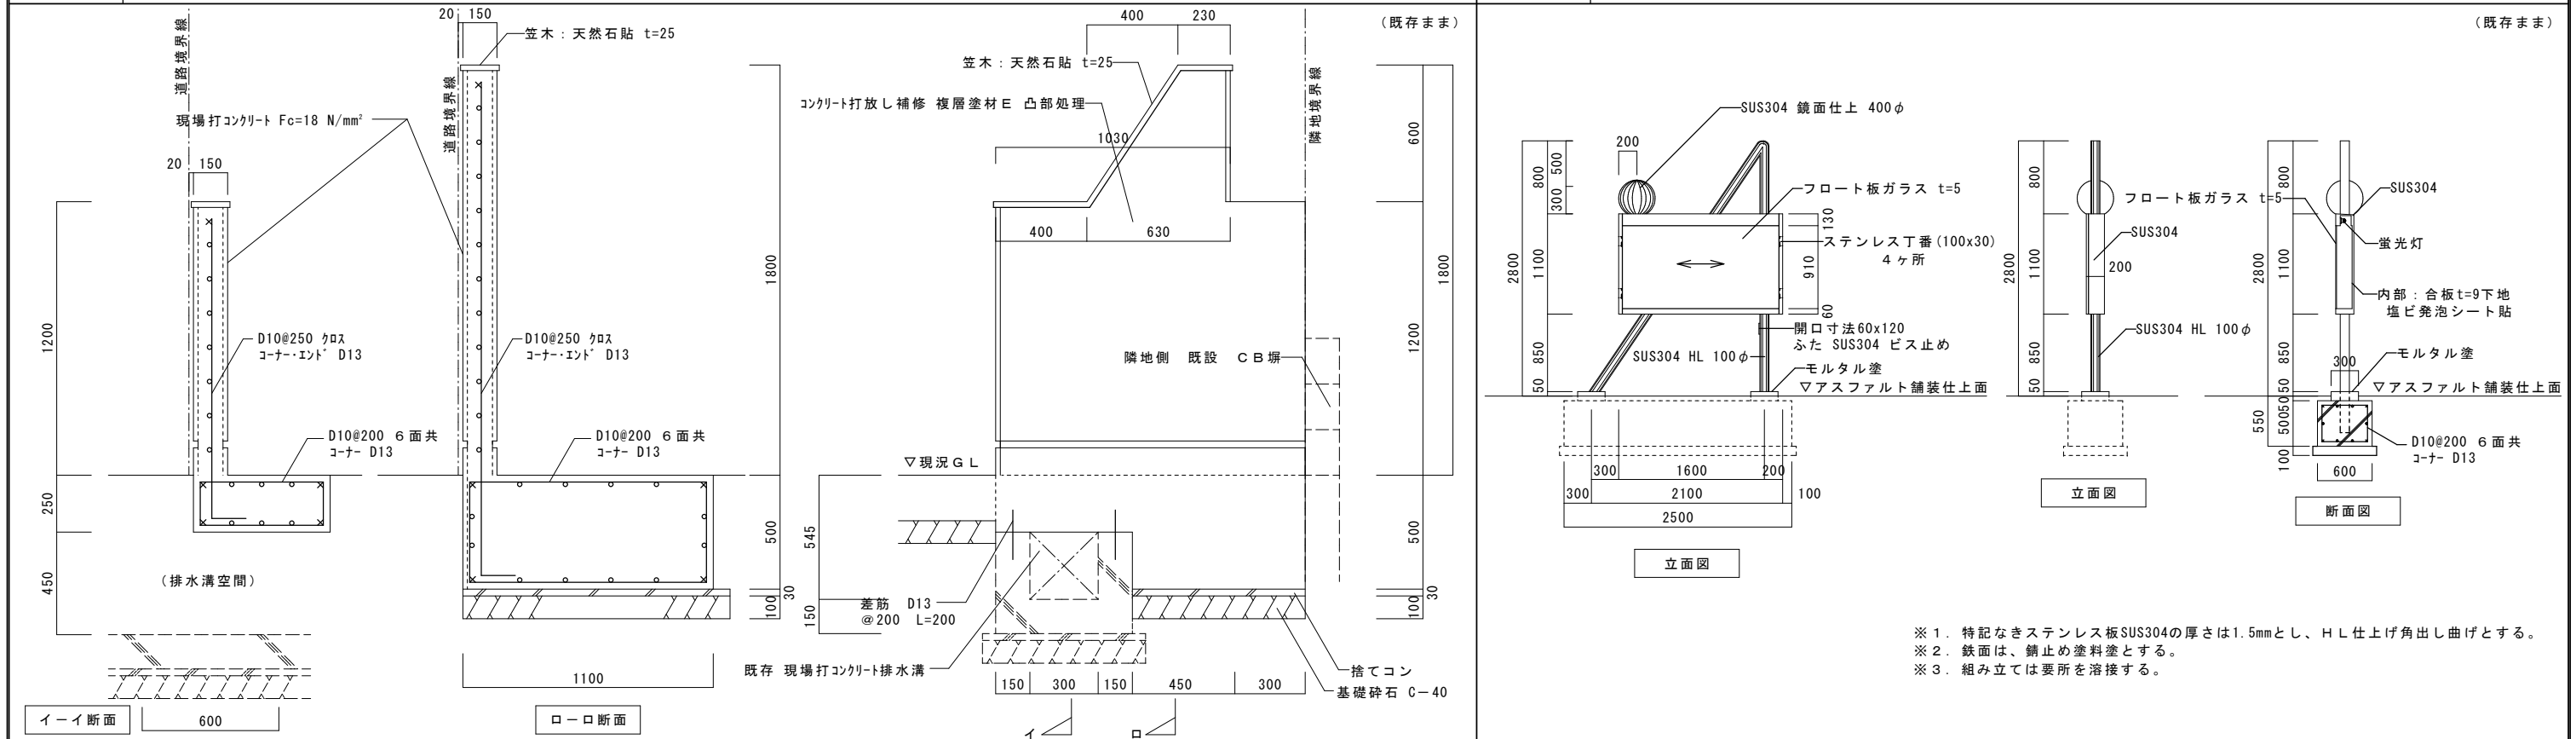 道路境界線
20 150
現場打コンクリート Fc=18 N/mm²
20 150
1200
250
450
D10@250 クロス
コーナー・エンド D13
D10@200 6面共
コーナー D13
(排水溝空間)
イーイ断面
600
道路境界線
笠木：天然石貼 t=25
D10@250 クロス
コーナー・エンド D13
D10@200 6面共
コーナー D13
1800
500
100
30
1100
ローロ断面
(既存まま)
400 230
笠木：天然石貼 t=25
コンクリート打放し補修 複層塗材E 凸部処理
1030
400 630
隣地境界線
600
1200
1800
500
100
30
隣地側 既設 CB塀
▽現況GL
545
150
差筋 D13
@200 L=200
既存 現場打コンクリート排水溝
捨てコン
基礎砕石 C-40
150 300 150 450 300
イ
ロ
(既存まま)
SUS304 鏡面仕上 400φ
200
フロート板ガラス t=5
ステンレス丁番(100x30)
4ヶ所
130
910
60
開口寸法60x120
ふた SUS304 ビス止め
SUS304 HL 100φ
モルタル塗
▽アスファルト舗装仕上面
2800
800
500
300
1100
850
50
300 1600 200
300 2100 100
2500
立面図
2800
800
1100
850
50
SUS304
200
SUS304 HL 100φ
立面図
フロート板ガラス t=5
SUS304
蛍光灯
内部：合板t=9下地
塩ビ発泡シート貼
モルタル塗
▽アスファルト舗装仕上面
D10@200 6面共
コーナー D13
2800
800
1100
850
50
50
500
550
100
300
600
断面図
※1. 特記なきステンレス板SUS304の厚さは1.5mmとし、HL仕上げ角出し曲げとする。
※2. 鉄面は、錆止め塗料塗とする。
※3. 組み立ては要所を溶接する。